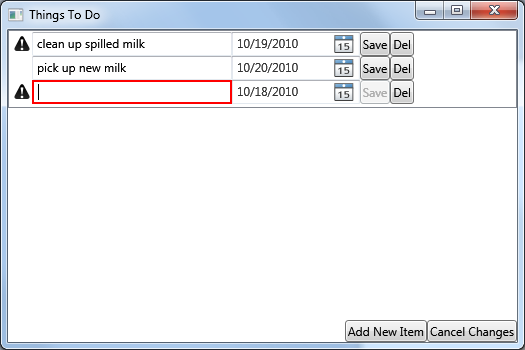 Things To Do
clean up spilled milk 10/19/2010 15 Save Del
pick up new milk 10/20/2010 15 Save Del
10/18/2010 15 Save Del
Add New Item Cancel Changes